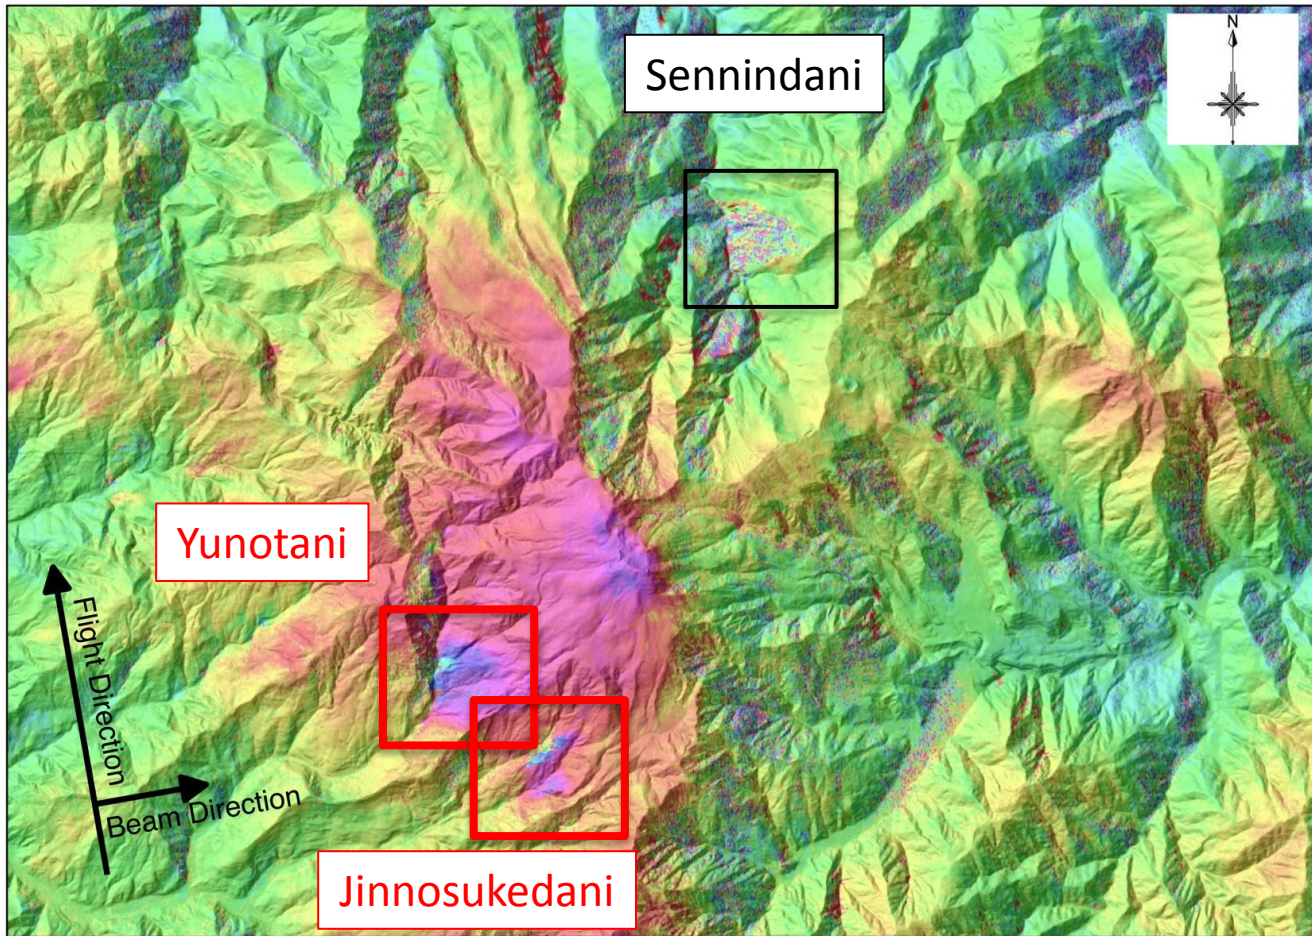 N
Sennindani
Yunotani
Flight Direction
Beam Direction
Jinnosukedani